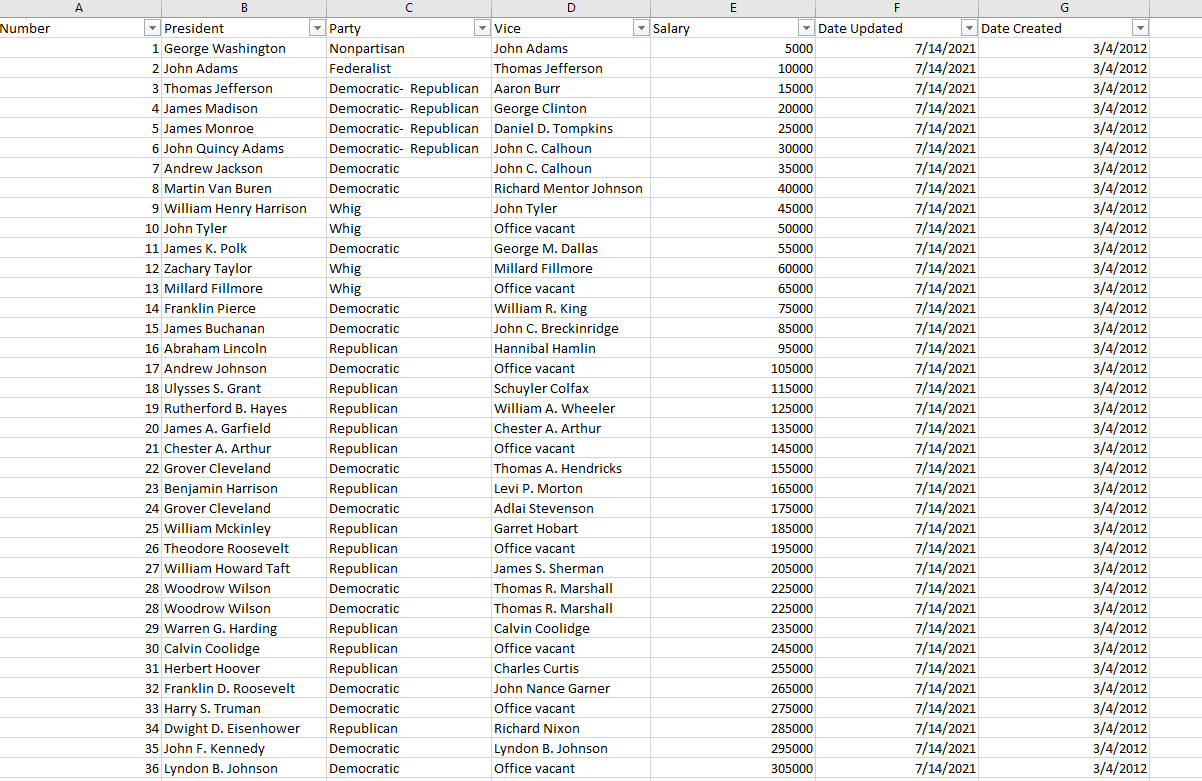 A B C D E F G
Number President Party Vice Salary Date Updated Date Created
1 George Washington Nonpartisan John Adams 5000 7/14/2021 3/4/2012
2 John Adams Federalist Thomas Jefferson 10000 7/14/2021 3/4/2012
3 Thomas Jefferson Democratic-  Republican Aaron Burr 15000 7/14/2021 3/4/2012
4 James Madison Democratic-  Republican George Clinton 20000 7/14/2021 3/4/2012
5 James Monroe Democratic-  Republican Daniel D. Tompkins 25000 7/14/2021 3/4/2012
6 John Quincy Adams Democratic-  Republican John C. Calhoun 30000 7/14/2021 3/4/2012
7 Andrew Jackson Democratic John C. Calhoun 35000 7/14/2021 3/4/2012
8 Martin Van Buren Democratic Richard Mentor Johnson 40000 7/14/2021 3/4/2012
9 William Henry Harrison Whig John Tyler 45000 7/14/2021 3/4/2012
10 John Tyler Whig Office vacant 50000 7/14/2021 3/4/2012
11 James K. Polk Democratic George M. Dallas 55000 7/14/2021 3/4/2012
12 Zachary Taylor Whig Millard Fillmore 60000 7/14/2021 3/4/2012
13 Millard Fillmore Whig Office vacant 65000 7/14/2021 3/4/2012
14 Franklin Pierce Democratic William R. King 75000 7/14/2021 3/4/2012
15 James Buchanan Democratic John C. Breckinridge 85000 7/14/2021 3/4/2012
16 Abraham Lincoln Republican Hannibal Hamlin 95000 7/14/2021 3/4/2012
17 Andrew Johnson Democratic Office vacant 105000 7/14/2021 3/4/2012
18 Ulysses S. Grant Republican Schuyler Colfax 115000 7/14/2021 3/4/2012
19 Rutherford B. Hayes Republican William A. Wheeler 125000 7/14/2021 3/4/2012
20 James A. Garfield Republican Chester A. Arthur 135000 7/14/2021 3/4/2012
21 Chester A. Arthur Republican Office vacant 145000 7/14/2021 3/4/2012
22 Grover Cleveland Democratic Thomas A. Hendricks 155000 7/14/2021 3/4/2012
23 Benjamin Harrison Republican Levi P. Morton 165000 7/14/2021 3/4/2012
24 Grover Cleveland Democratic Adlai Stevenson 175000 7/14/2021 3/4/2012
25 William Mckinley Republican Garret Hobart 185000 7/14/2021 3/4/2012
26 Theodore Roosevelt Republican Office vacant 195000 7/14/2021 3/4/2012
27 William Howard Taft Republican James S. Sherman 205000 7/14/2021 3/4/2012
28 Woodrow Wilson Democratic Thomas R. Marshall 225000 7/14/2021 3/4/2012
28 Woodrow Wilson Democratic Thomas R. Marshall 225000 7/14/2021 3/4/2012
29 Warren G. Harding Republican Calvin Coolidge 235000 7/14/2021 3/4/2012
30 Calvin Coolidge Republican Office vacant 245000 7/14/2021 3/4/2012
31 Herbert Hoover Republican Charles Curtis 255000 7/14/2021 3/4/2012
32 Franklin D. Roosevelt Democratic John Nance Garner 265000 7/14/2021 3/4/2012
33 Harry S. Truman Democratic Office vacant 275000 7/14/2021 3/4/2012
34 Dwight D. Eisenhower Republican Richard Nixon 285000 7/14/2021 3/4/2012
35 John F. Kennedy Democratic Lyndon B. Johnson 295000 7/14/2021 3/4/2012
36 Lyndon B. Johnson Democratic Office vacant 305000 7/14/2021 3/4/2012